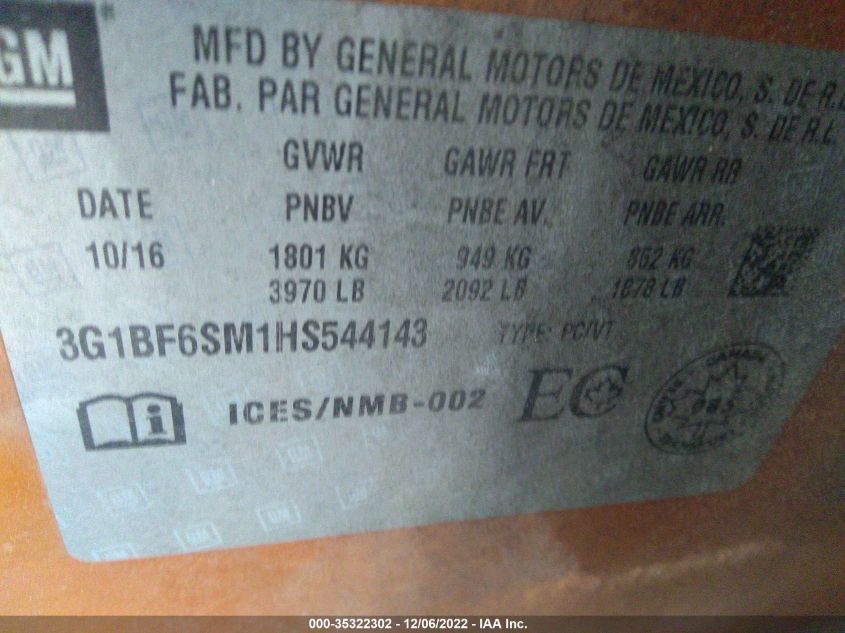 GM
MFD BY GENERAL MOTORS DE MEXICO, S. DE R.L
FAB. PAR GENERAL MOTORS DE MEXICO, S. DE R.L.
GVWR GAWR FRT GAWR RR
DATE PNBV PNBE AV. PNBE ARR.
10/16 1801 KG 949 KG 852 KG
3970 LB 2092 LB 1878 LB
3G1BF6SM1HS544143 TYPE: PC/VT
i ICES/NMB-002 EC CANADA
000-35322302 - 12/06/2022 - IAA Inc.